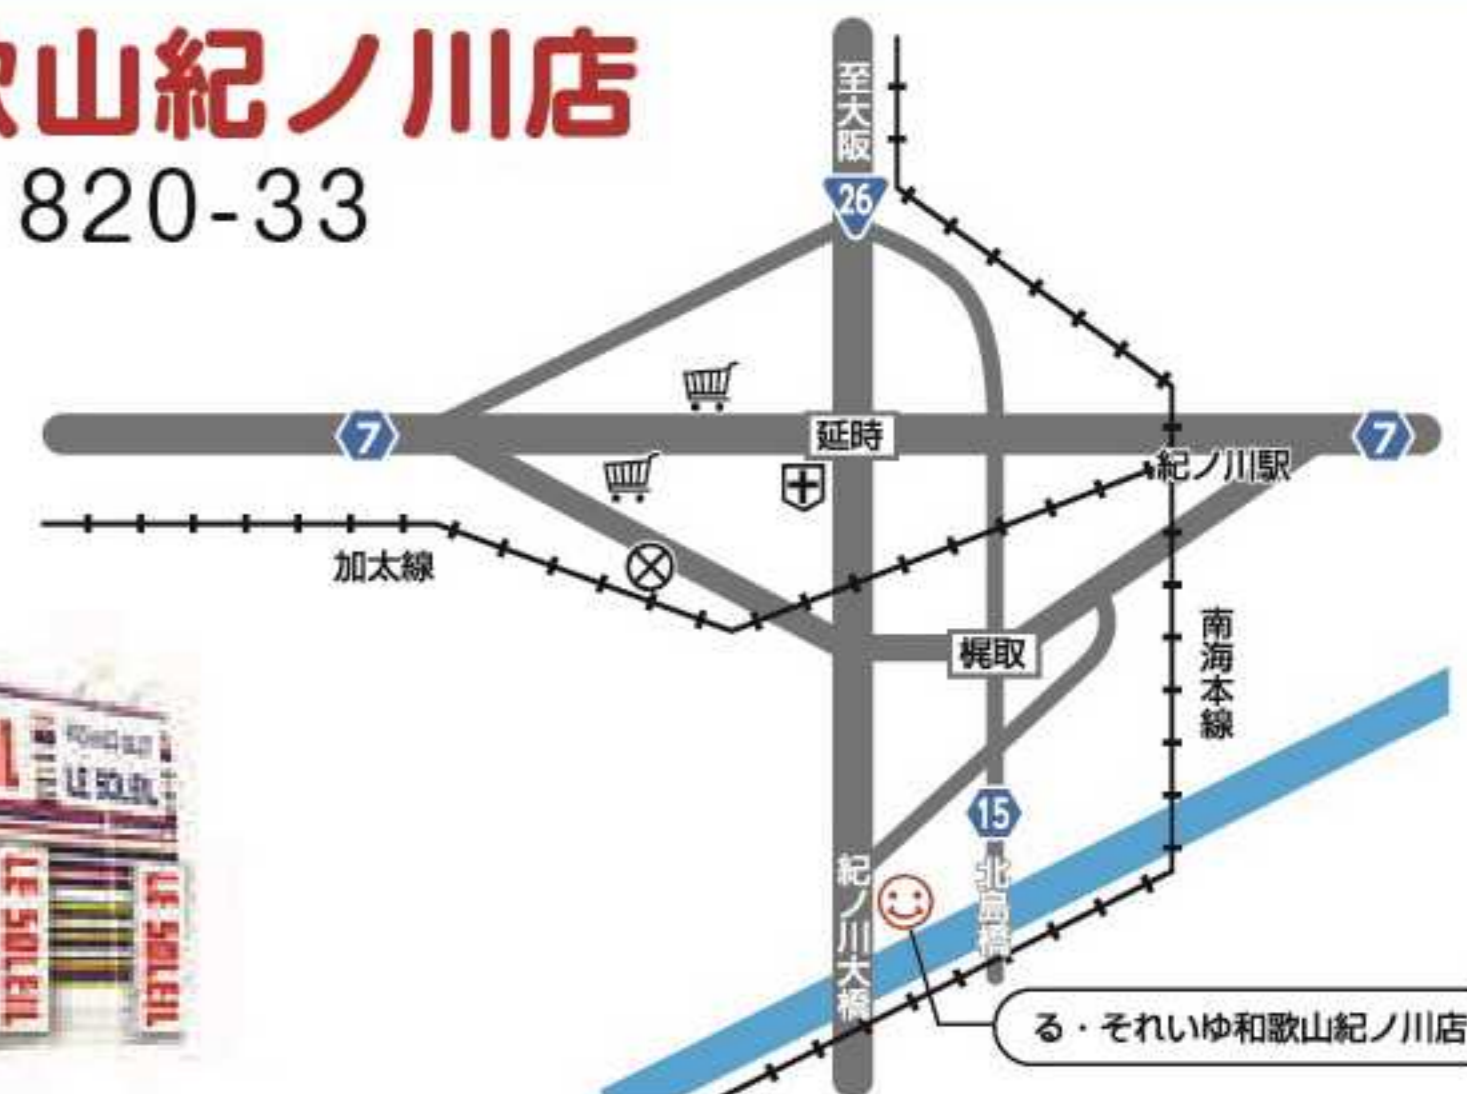 歌山紀ノ川店
820-33
至大阪
26
7
延時
7
紀ノ川駅
加太線
梶取
南海本線
15
北島橋
紀ノ川大橋
る・それいゆ和歌山紀ノ川店
LE SOLEIL
LE SOLEIL
LE SOLEIL